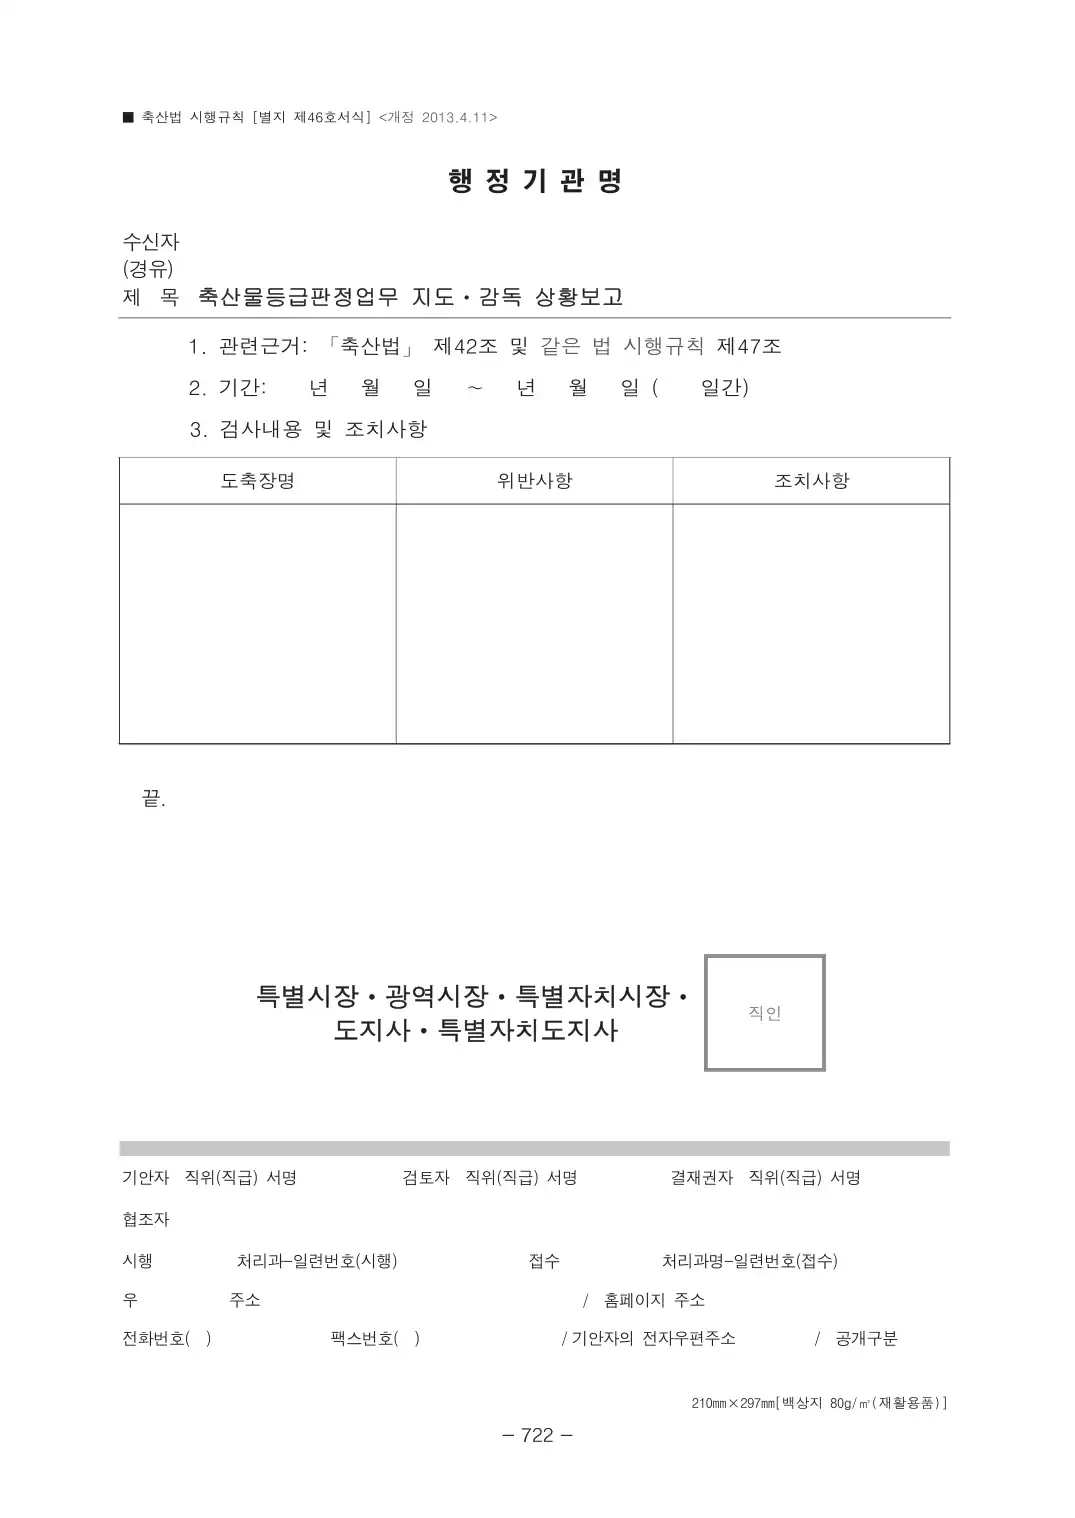 ■ 축산법 시행규칙 [별지 제46호서식] <개정 2013.4.11>
행 정 기 관 명
수신자
(경유)
제 목 축산물등급판정업무 지도·감독 상황보고
1. 관련근거: 「축산법」 제42조 및 같은 법 시행규칙 제47조
2. 기간: 년 월 일 ~ 년 월 일 ( 일간)
3. 검사내용 및 조치사항
도축장명 위반사항 조치사항
끝.
특별시장·광역시장·특별자치시장·
도지사·특별자치도지사
직인
기안자 직위(직급) 서명 검토자 직위(직급) 서명 결재권자 직위(직급) 서명
협조자
시행 처리과-일련번호(시행) 접수 처리과명-일련번호(접수)
우 주소 / 홈페이지 주소
전화번호( ) 팩스번호( ) / 기안자의 전자우편주소 / 공개구분
210㎜×297㎜[백상지 80g/㎡(재활용품)]
- 722 -